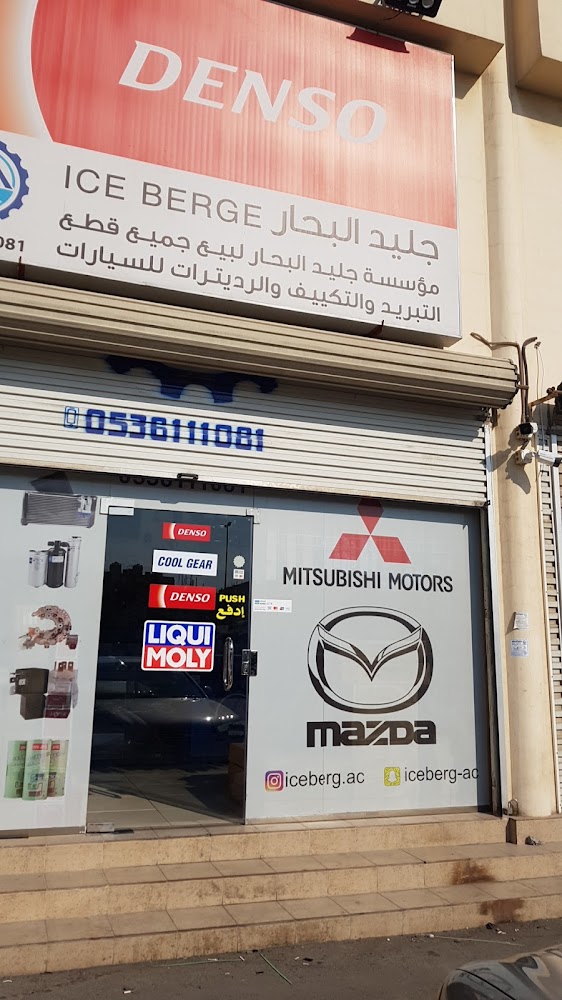 DENSO
ICE BERGE جليد البحار
مؤسسة جليد البحار لبيع جميع قطع
التبريد والتكييف والرديترات للسيارات
081
0536111081
DENSO
COOL GEAR
DENSO
PUSH
إدفع
LIQUI
MOLY
MITSUBISHI MOTORS
mazda
iceberg.ac
iceberg-ac